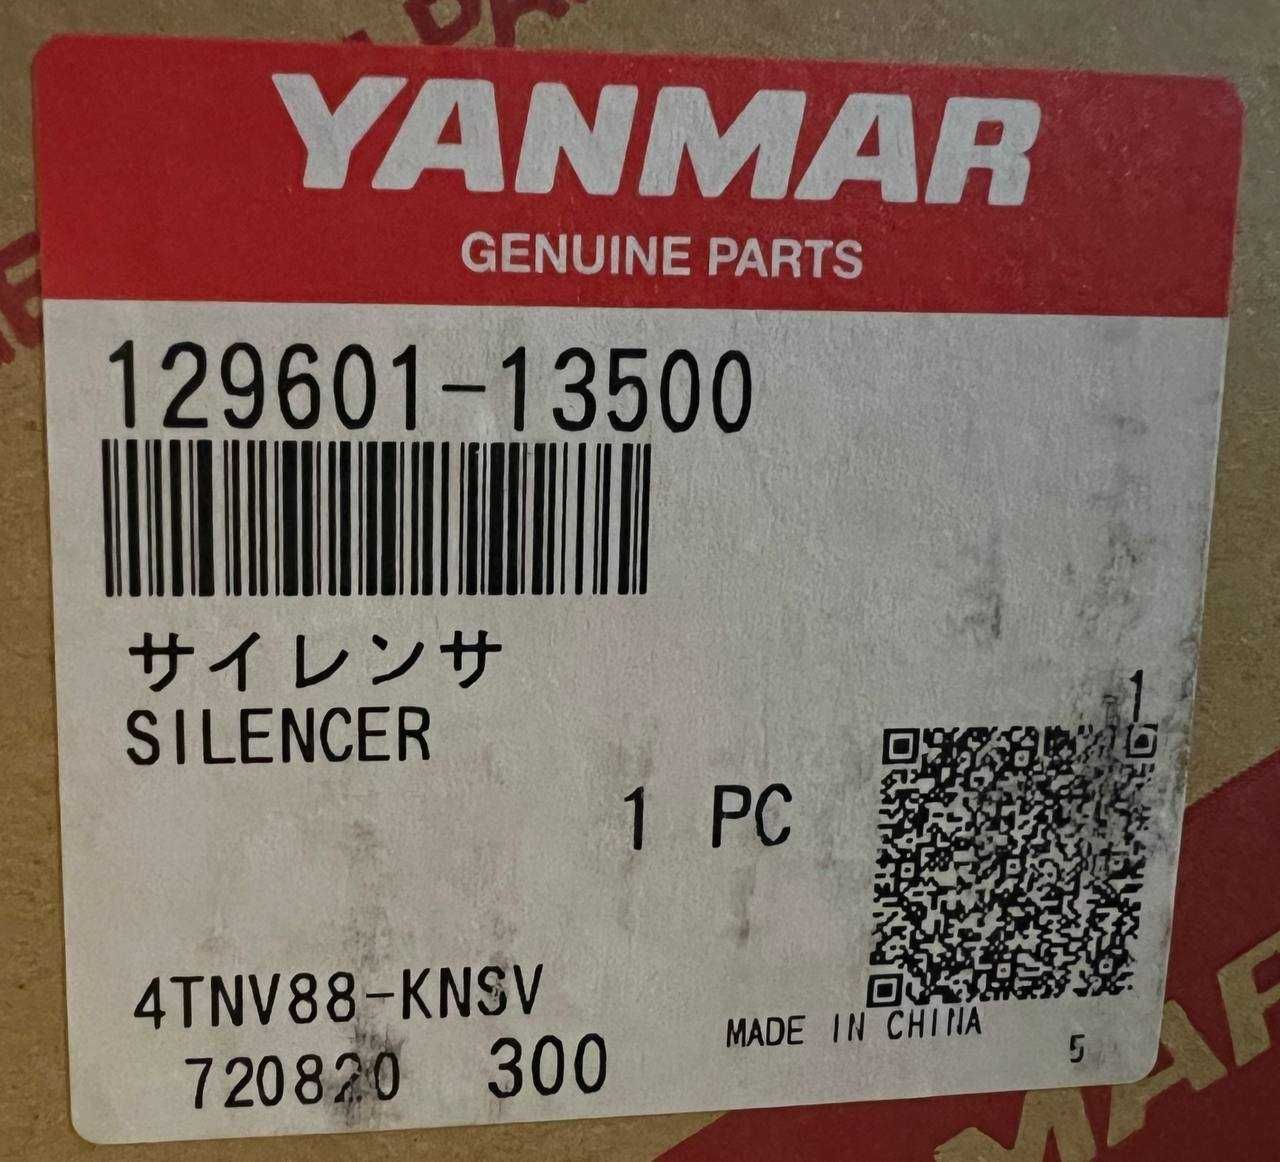 YANMAR
GENUINE PARTS
129601-13500
サイレンサ
SILENCER
1
1 PC
4TNV88-KNSV
MADE IN CHINA
720820 300
5